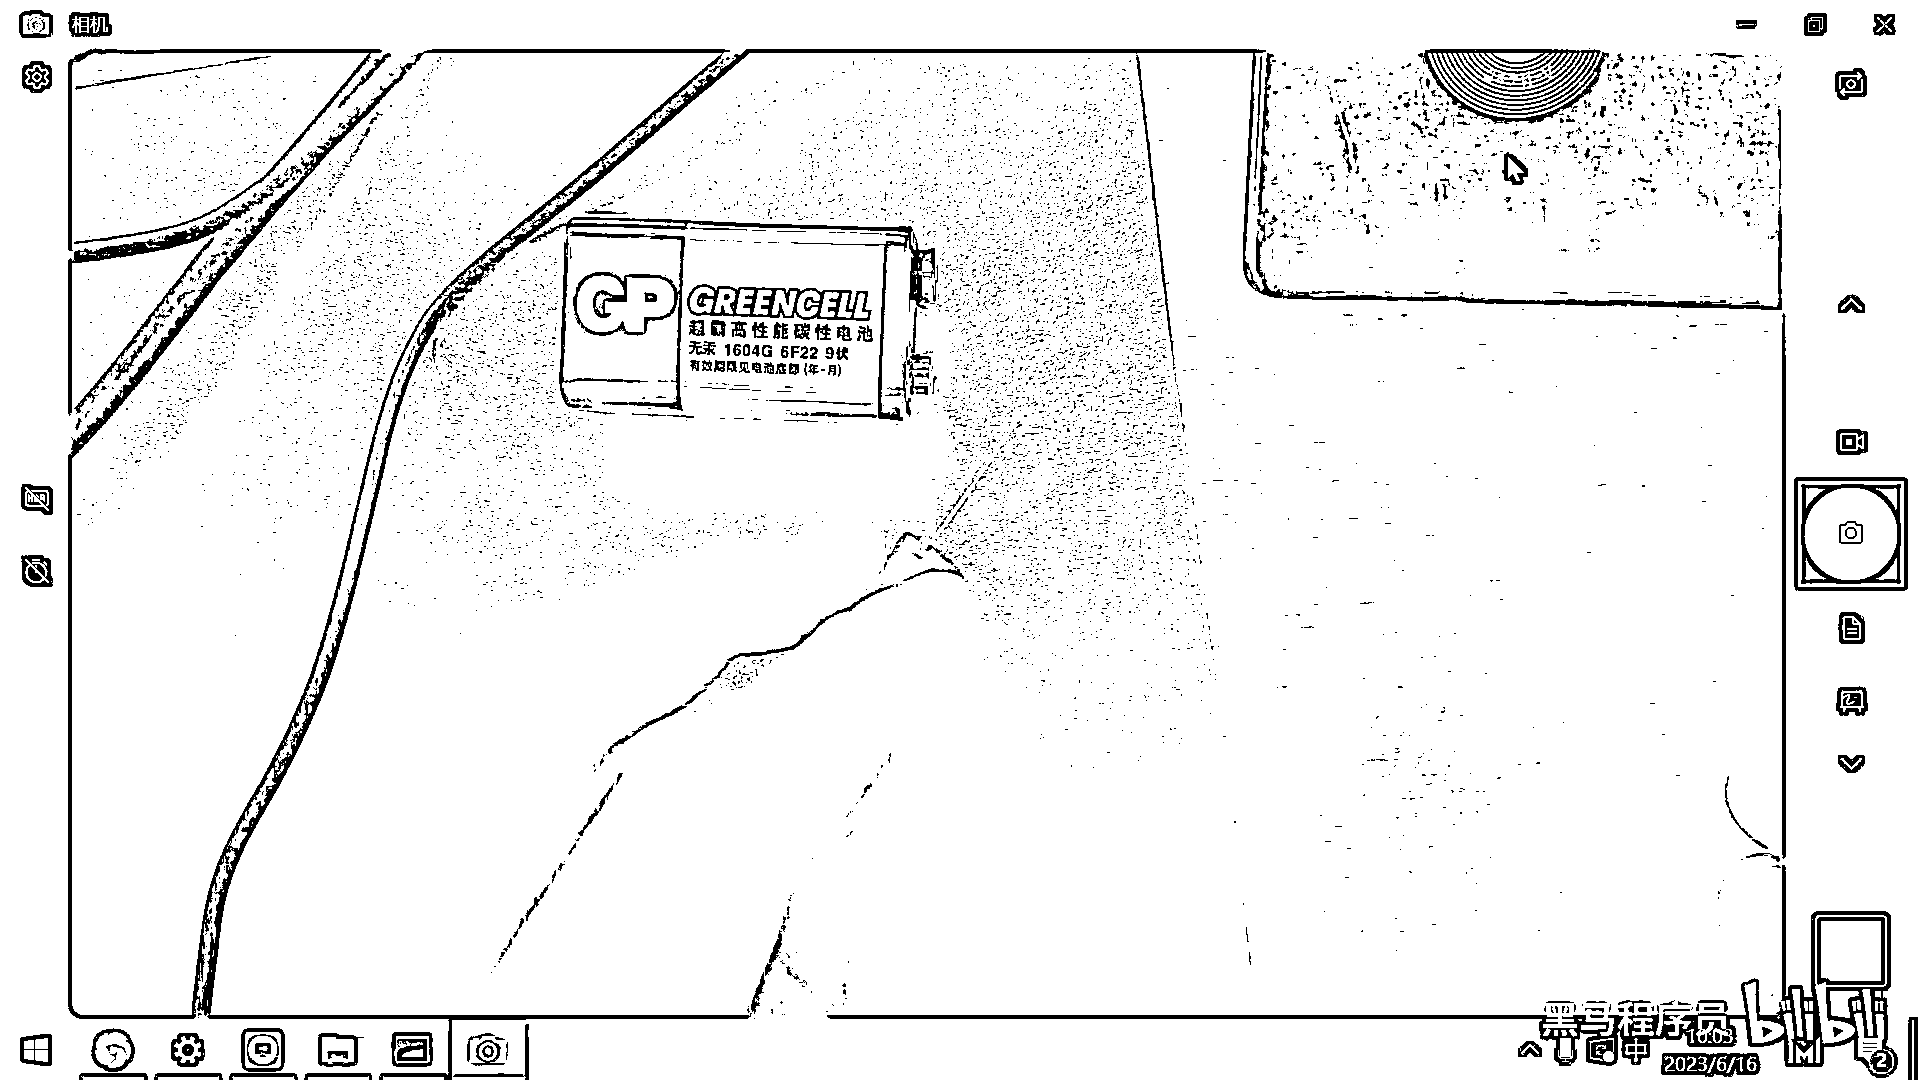 相机
GP
GREENCELL
超霸高性能碳性电池
无汞 1604G 6F22 9伏
有效期限见电池底部 (年-月)
黑马程序员
bilibili
中
16:03
2023/6/16
2